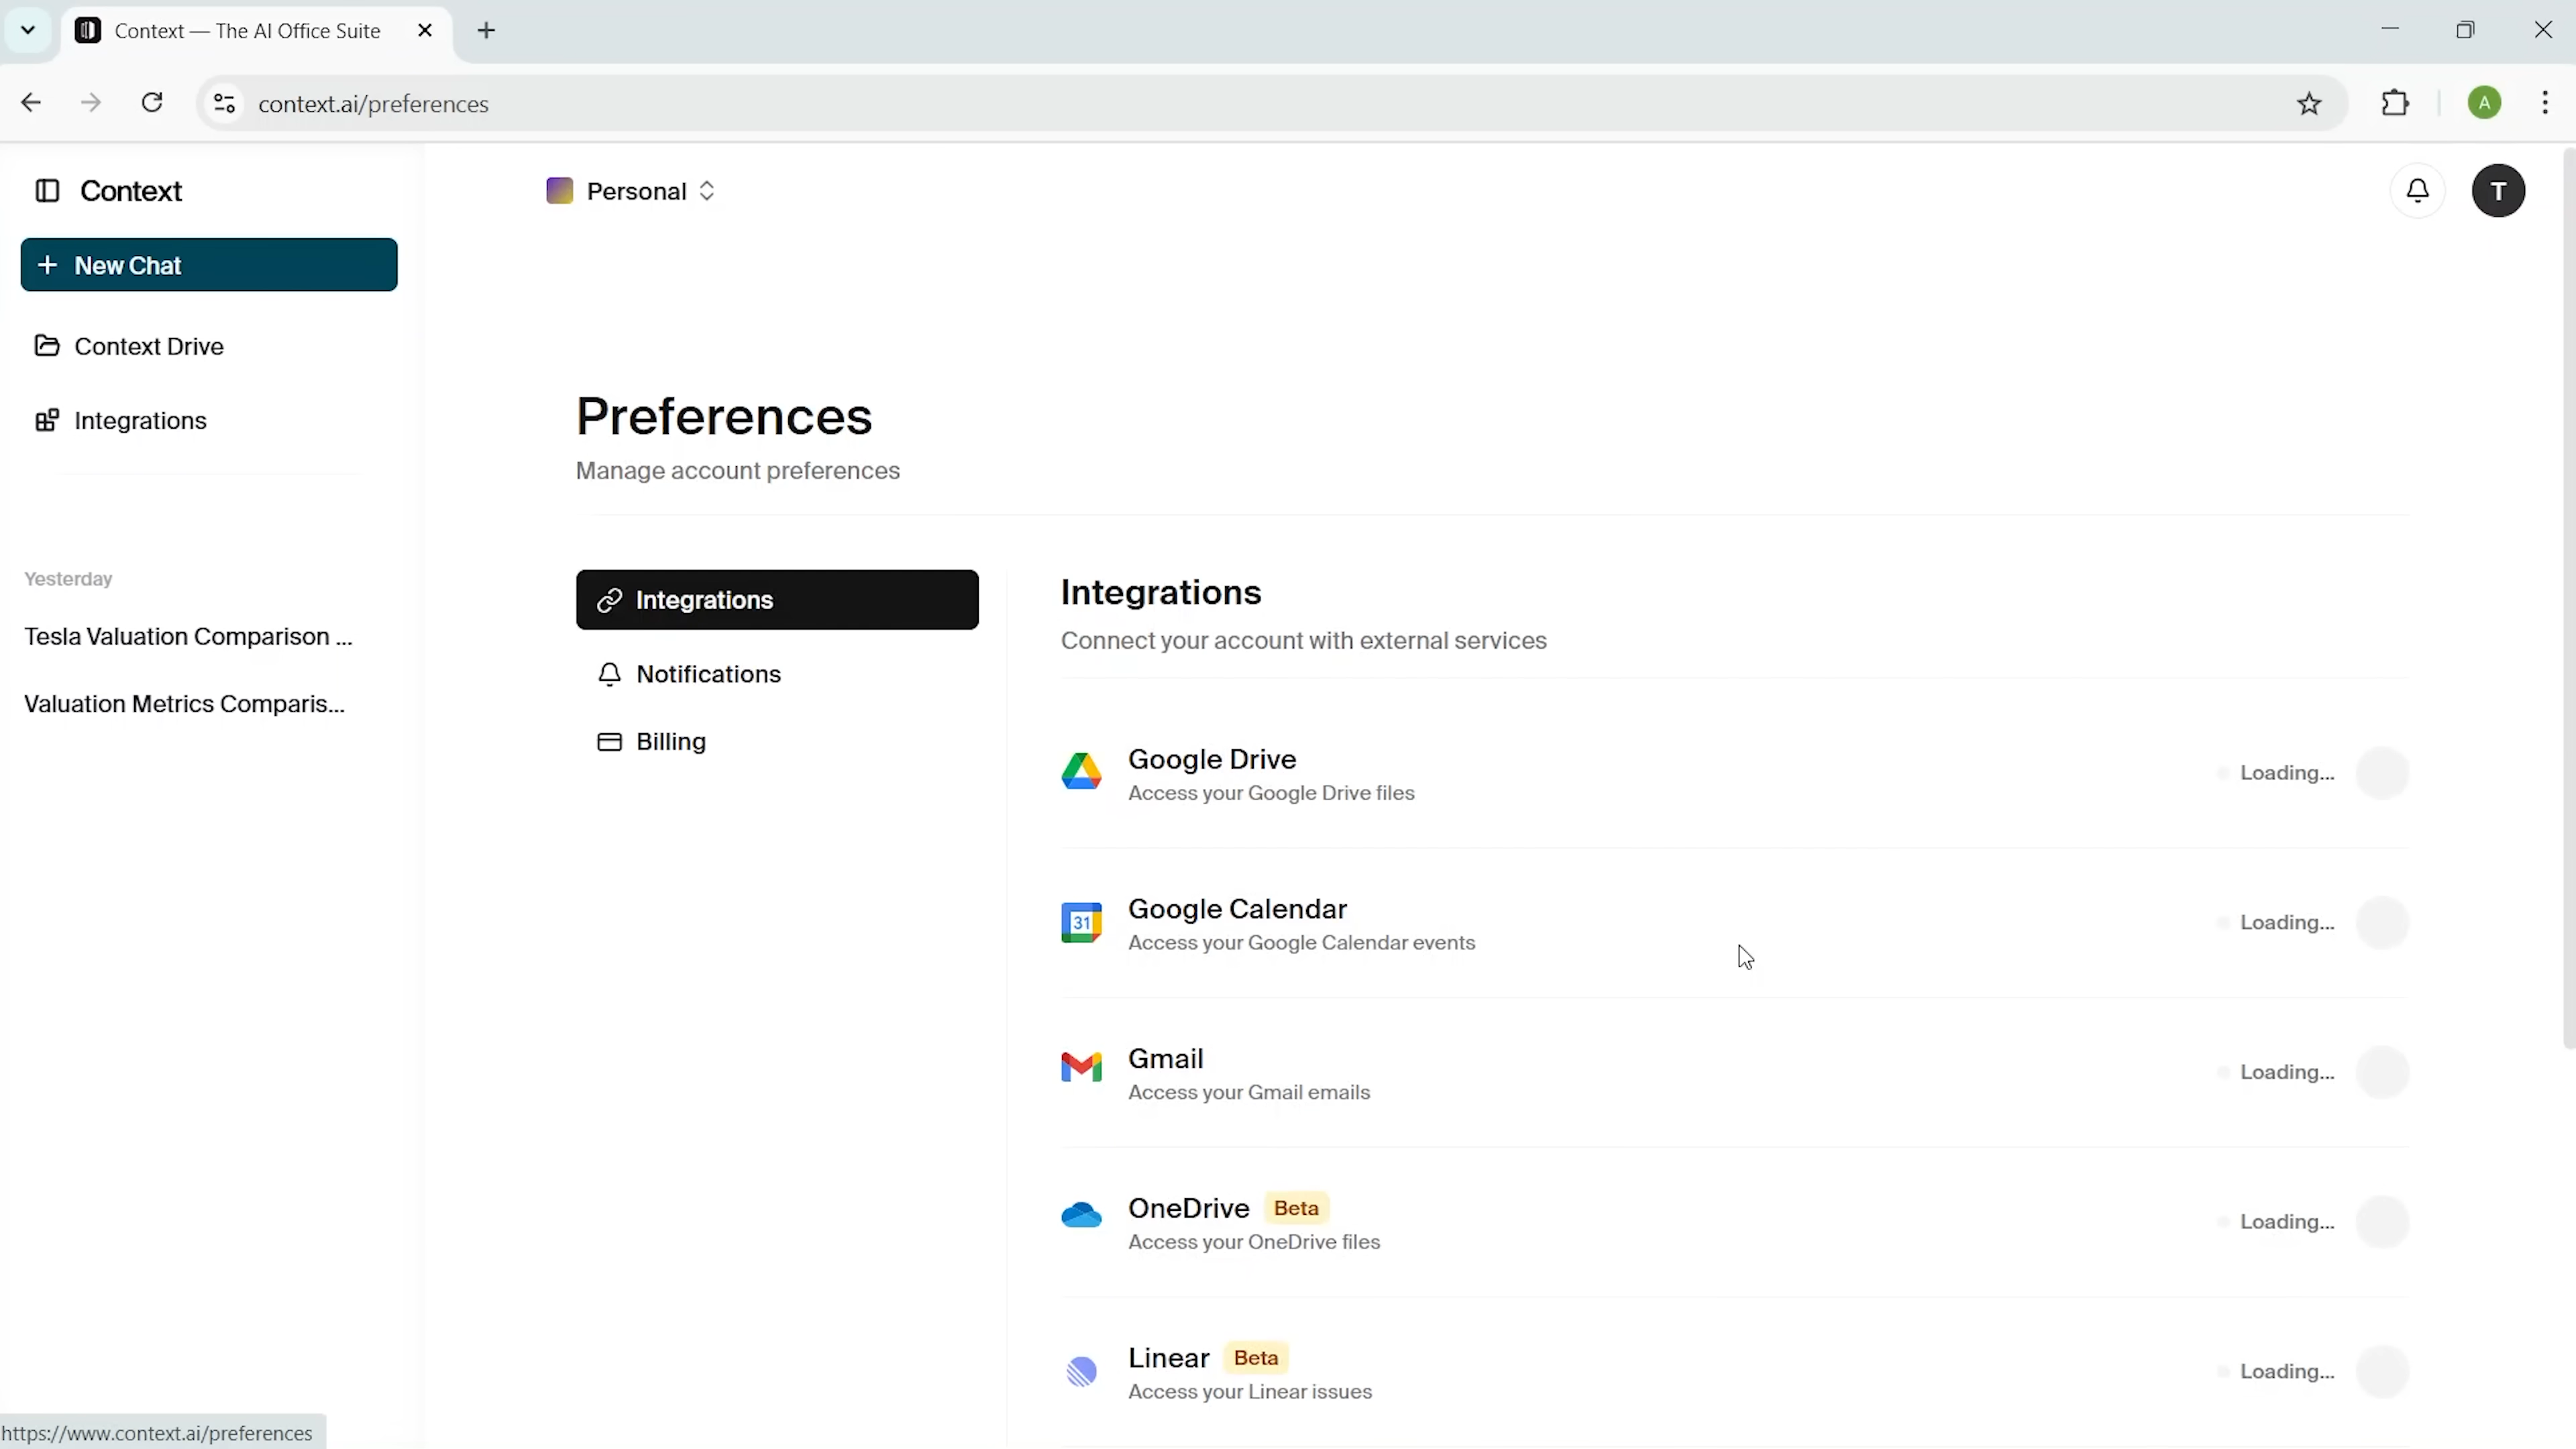 Context — The AI Office Suite
context.ai/preferences
A
Context
Personal
T
New Chat
Context Drive
Integrations
Yesterday
Tesla Valuation Comparison ...
Valuation Metrics Comparis...
Preferences
Manage account preferences
Integrations
Notifications
Billing
Integrations
Connect your account with external services
Google Drive
Access your Google Drive files
Loading...
31
Google Calendar
Access your Google Calendar events
Loading...
Gmail
Access your Gmail emails
Loading...
OneDrive Beta
Access your OneDrive files
Loading...
Linear Beta
Access your Linear issues
Loading...
https://www.context.ai/preferences